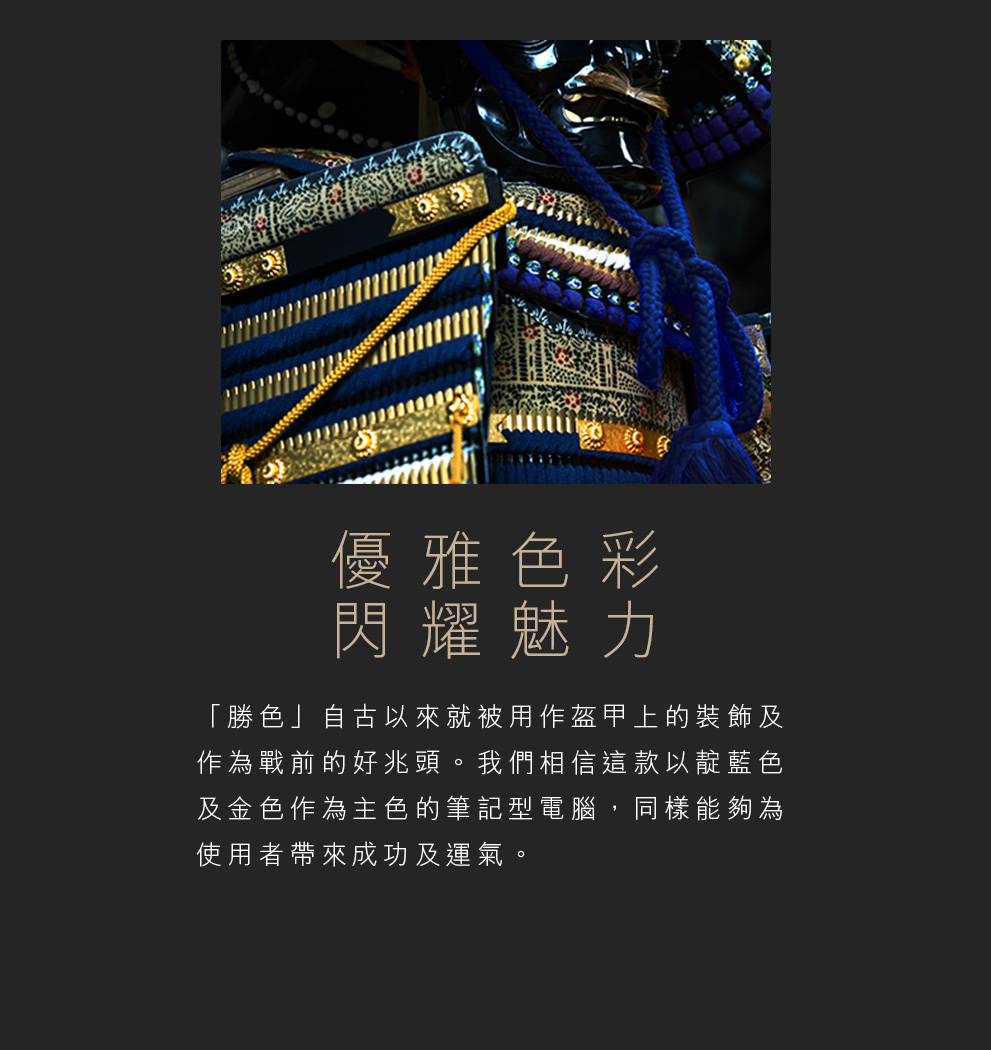 優雅色彩
閃耀魅力
「勝色」自古以來就被用作盔甲上的裝飾及
作為戰前的好兆頭。我們相信這款以靛藍色
及金色作為主色的筆記型電腦，同樣能夠為
使用者帶來成功及運氣。